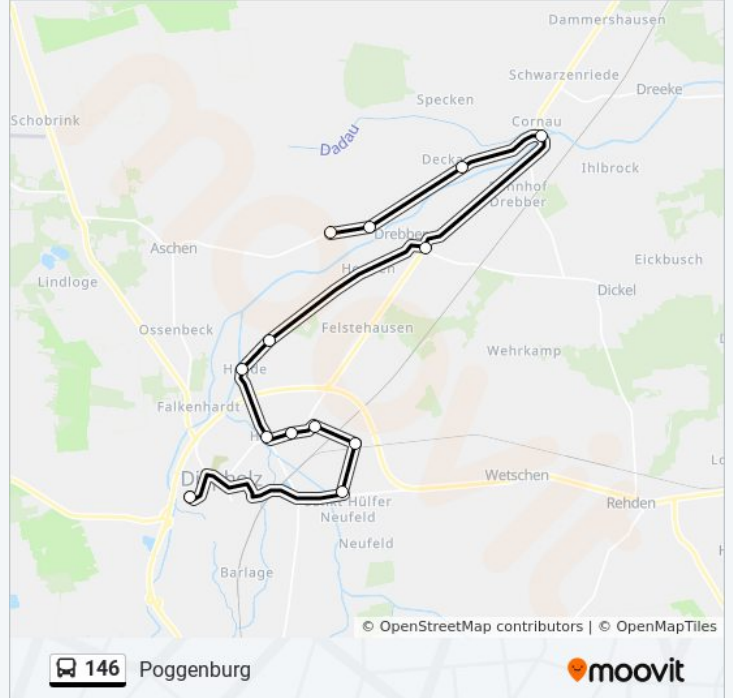 Dammershausen
Schwarzenriede
Dreeke
Specken
Schobrink
Cornau
Dadau
Ihlbrock
Drebber
Aschen
Eickbusch
Lindloge
Dickel
Ossenbeck
Felstehausen
Wehrkamp
Falkenhardt
Wetschen
Rehden
Neufeld
Neufeld
Barlage
moovit
© OpenStreetMap contributors | © OpenMapTiles
146 Poggenburg
moovit